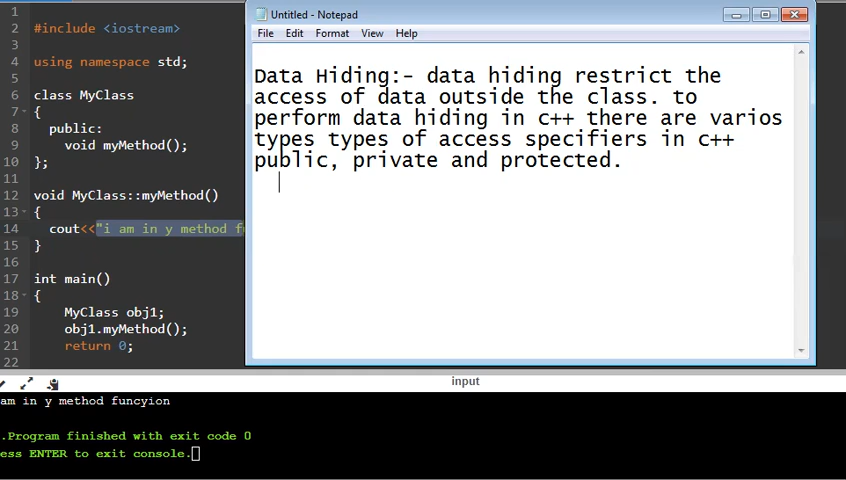 1
2 #include <iostream>
3
4 using namespace std;
5
6 class MyClass
7 {
8 public:
9 void myMethod();
10 };
11
12 void MyClass::myMethod()
13 {
14 cout<<"i am in y method f
15 }
16
17 int main()
18 {
19 MyClass obj1;
20 obj1.myMethod();
21 return 0;
22
Untitled - Notepad
File Edit Format View Help
Data Hiding:- data hiding restrict the
access of data outside the class. to
perform data hiding in c++ there are varios
types types of access specifiers in c++
public, private and protected.
input
am in y method funcyion
.Program finished with exit code 0
ess ENTER to exit console.